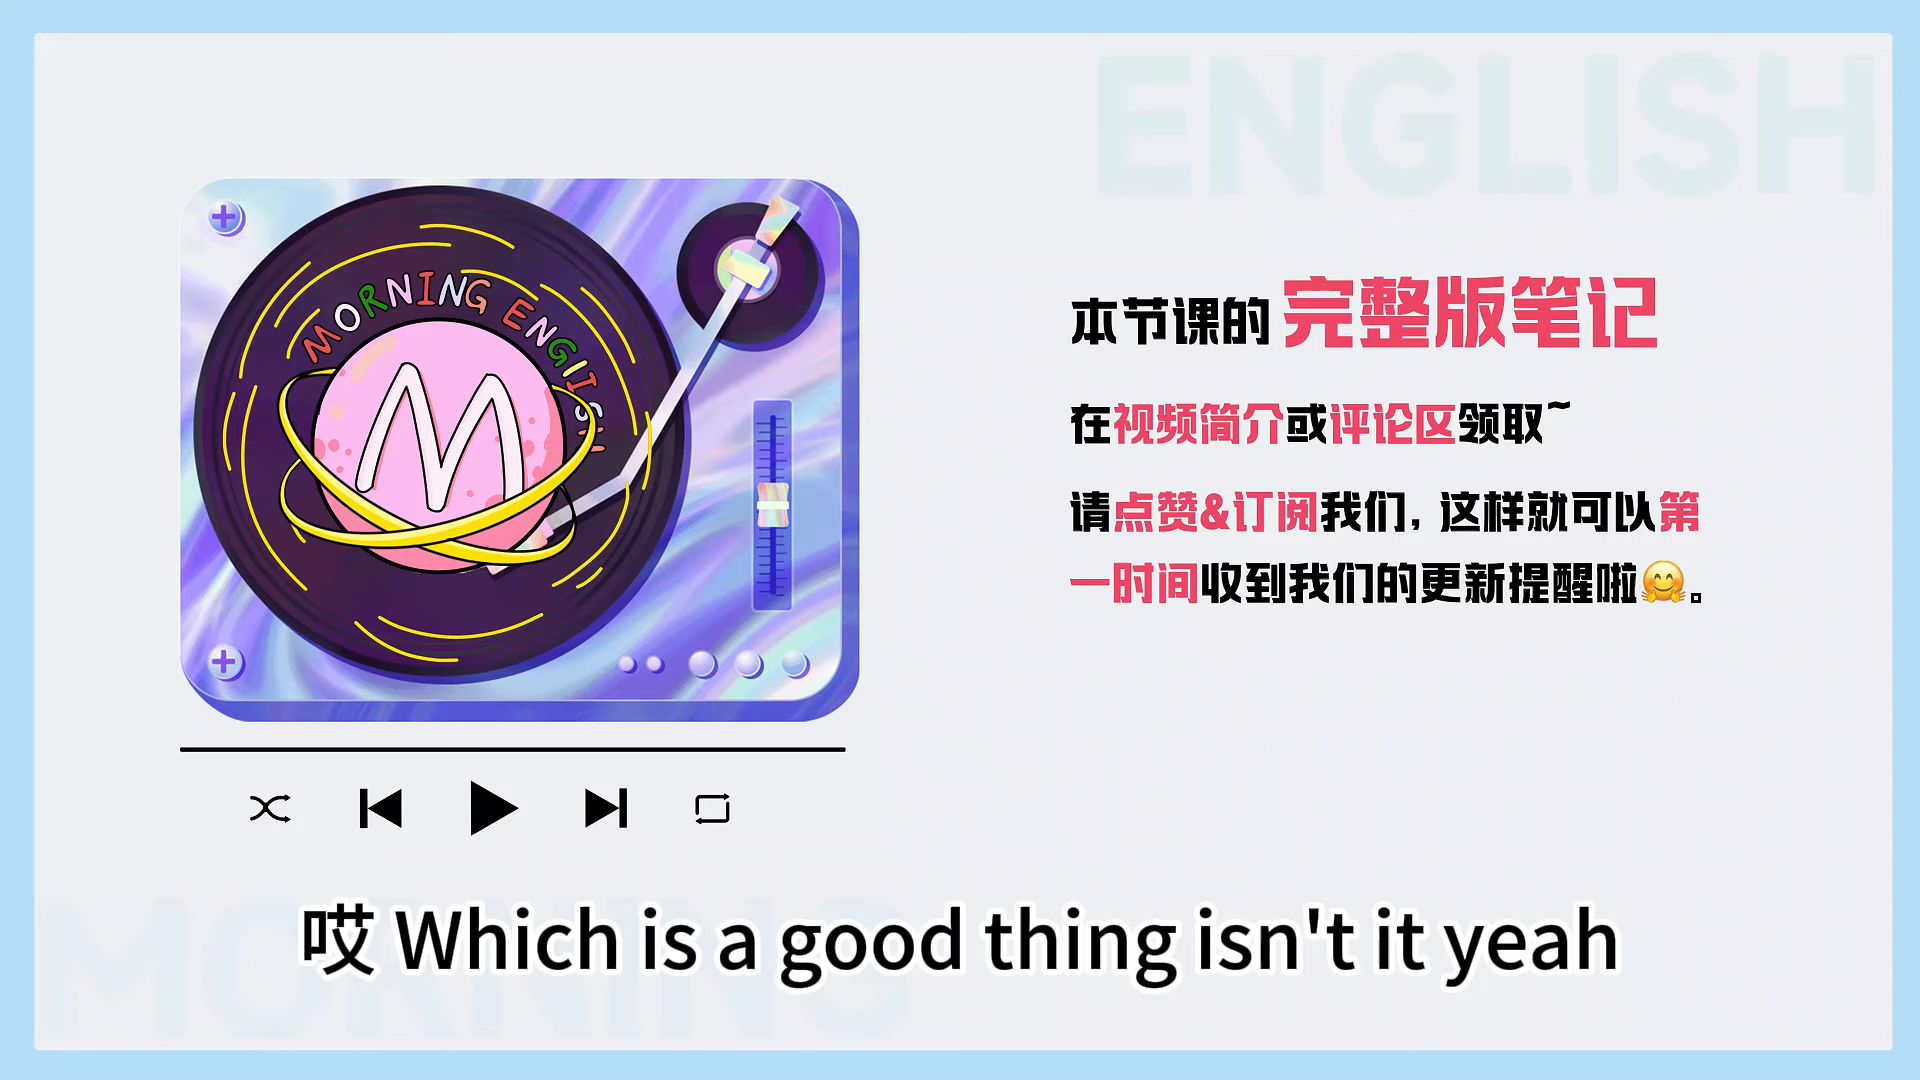 ENGLISH
MORNING ENGLISH
M
本节课的 完整版笔记
在视频简介或评论区领取~
请点赞&订阅我们，这样就可以第
一时间收到我们的更新提醒啦🤗。
MORNING
哎 Which is a good thing isn't it yeah